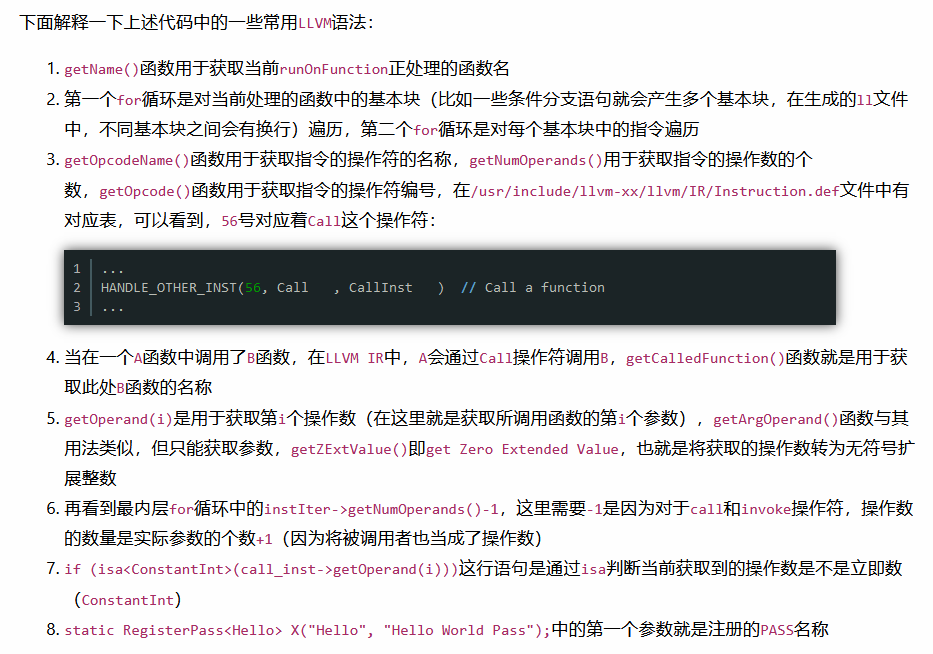 下面解释一下上述代码中的一些常用LLVM语法：
1. getName()函数用于获取当前runOnFunction正处理的函数名
2. 第一个for循环是对当前处理的函数中的基本块（比如一些条件分支语句就会产生多个基本块，在生成的ll文件
中，不同基本块之间会有换行）遍历，第二个for循环是对每个基本块中的指令遍历
3. getOpcodeName()函数用于获取指令的操作符的名称，getNumOperands()用于获取指令的操作数的个
数，getOpcode()函数用于获取指令的操作符编号，在/usr/include/llvm-xx/llvm/IR/Instruction.def文件中有
对应表，可以看到，56号对应着Call这个操作符：
1 ...
2 HANDLE_OTHER_INST(56, Call   , CallInst   )  // Call a function
3 ...
4. 当在一个A函数中调用了B函数，在LLVM IR中，A会通过Call操作符调用B，getCalledFunction()函数就是用于获
取此处B函数的名称
5. getOperand(i)是用于获取第i个操作数（在这里就是获取所调用函数的第i个参数），getArgOperand()函数与其
用法类似，但只能获取参数，getZExtValue()即get Zero Extended Value，也就是将获取的操作数转为无符号扩
展整数
6. 再看到最内层for循环中的instIter->getNumOperands()-1，这里需要-1是因为对于call和invoke操作符，操作数
的数量是实际参数的个数+1（因为将被调用者也当成了操作数）
7. if (isa<ConstantInt>(call_inst->getOperand(i)))这行语句是通过isa判断当前获取到的操作数是不是立即数
（ConstantInt）
8. static RegisterPass<Hello> X("Hello", "Hello World Pass");中的第一个参数就是注册的PASS名称